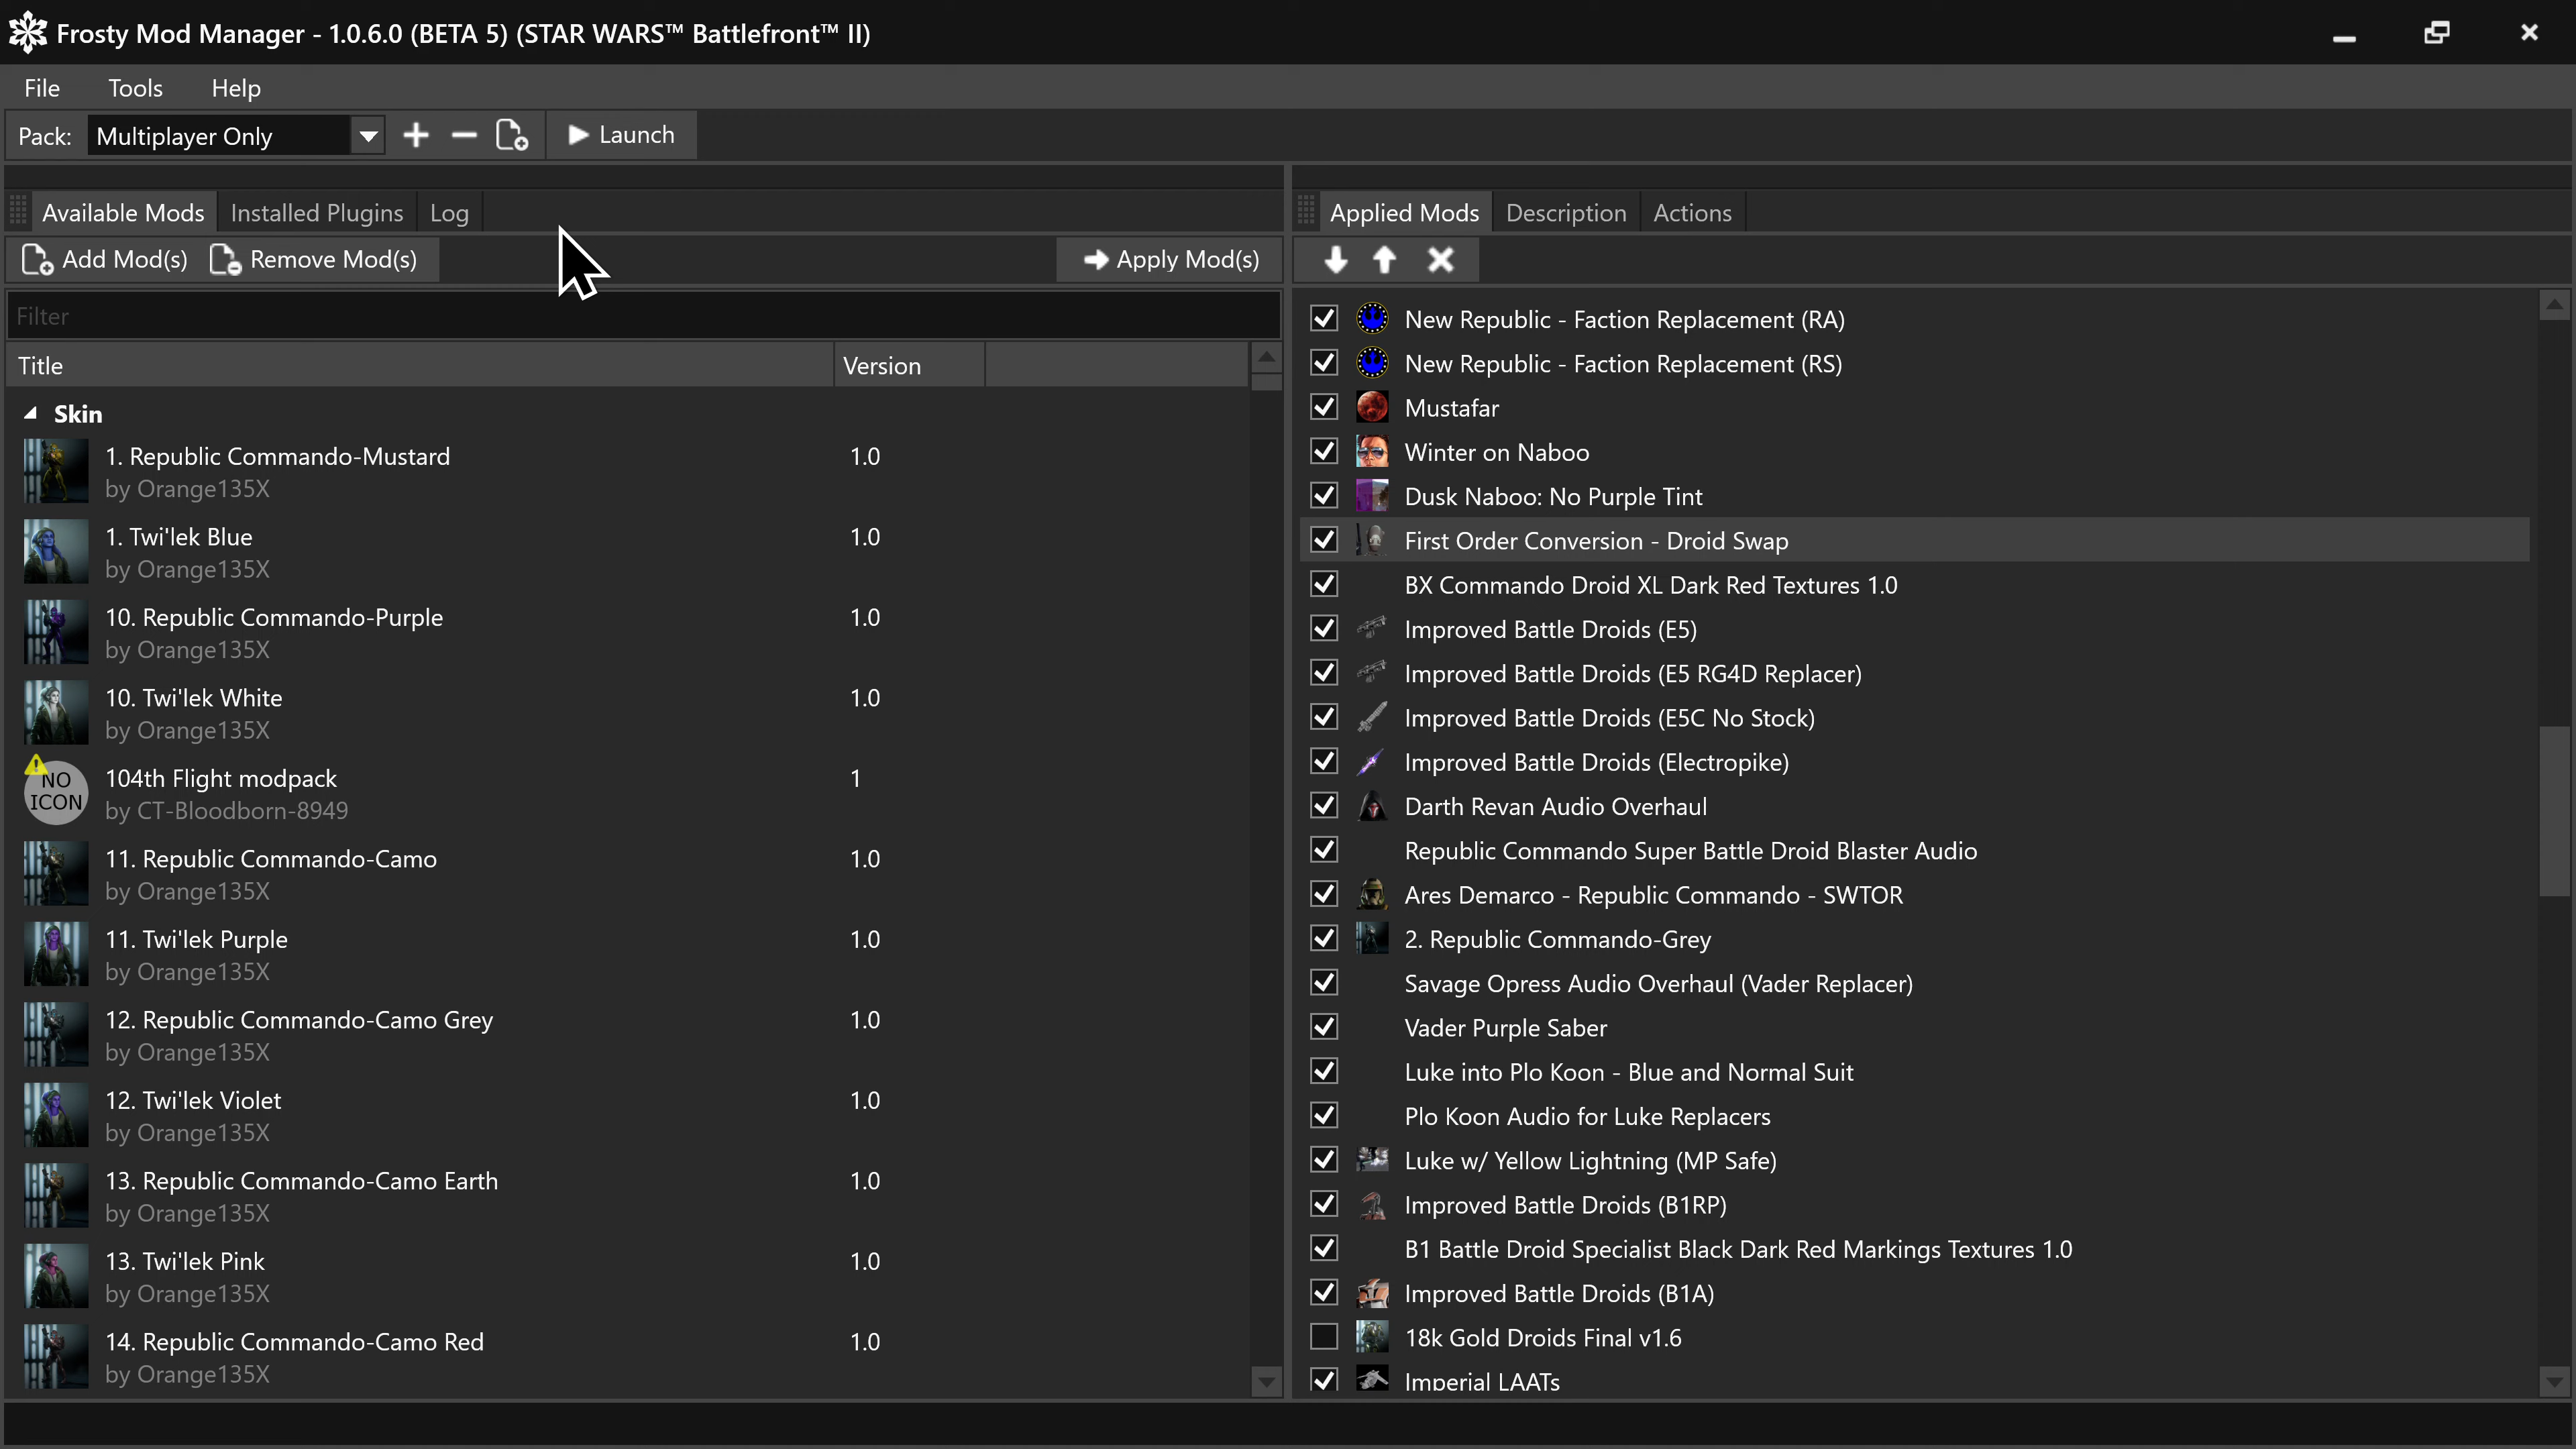 Frosty Mod Manager - 1.0.6.0 (BETA 5) (STAR WARS™ Battlefront™ II)
File Tools Help
Pack: Multiplayer Only Launch
Available Mods Installed Plugins Log
Add Mod(s) Remove Mod(s) Apply Mod(s)
Filter
Title Version
Skin
1. Republic Commando-Mustard 1.0
by Orange135X
1. Twi'lek Blue 1.0
by Orange135X
10. Republic Commando-Purple 1.0
by Orange135X
10. Twi'lek White 1.0
by Orange135X
NO
ICON
104th Flight modpack 1
by CT-Bloodborn-8949
11. Republic Commando-Camo 1.0
by Orange135X
11. Twi'lek Purple 1.0
by Orange135X
12. Republic Commando-Camo Grey 1.0
by Orange135X
12. Twi'lek Violet 1.0
by Orange135X
13. Republic Commando-Camo Earth 1.0
by Orange135X
13. Twi'lek Pink 1.0
by Orange135X
14. Republic Commando-Camo Red 1.0
by Orange135X
Applied Mods Description Actions
New Republic - Faction Replacement (RA)
New Republic - Faction Replacement (RS)
Mustafar
Winter on Naboo
Dusk Naboo: No Purple Tint
First Order Conversion - Droid Swap
BX Commando Droid XL Dark Red Textures 1.0
Improved Battle Droids (E5)
Improved Battle Droids (E5 RG4D Replacer)
Improved Battle Droids (E5C No Stock)
Improved Battle Droids (Electropike)
Darth Revan Audio Overhaul
Republic Commando Super Battle Droid Blaster Audio
Ares Demarco - Republic Commando - SWTOR
2. Republic Commando-Grey
Savage Opress Audio Overhaul (Vader Replacer)
Vader Purple Saber
Luke into Plo Koon - Blue and Normal Suit
Plo Koon Audio for Luke Replacers
Luke w/ Yellow Lightning (MP Safe)
Improved Battle Droids (B1RP)
B1 Battle Droid Specialist Black Dark Red Markings Textures 1.0
Improved Battle Droids (B1A)
18k Gold Droids Final v1.6
Imperial LAATs